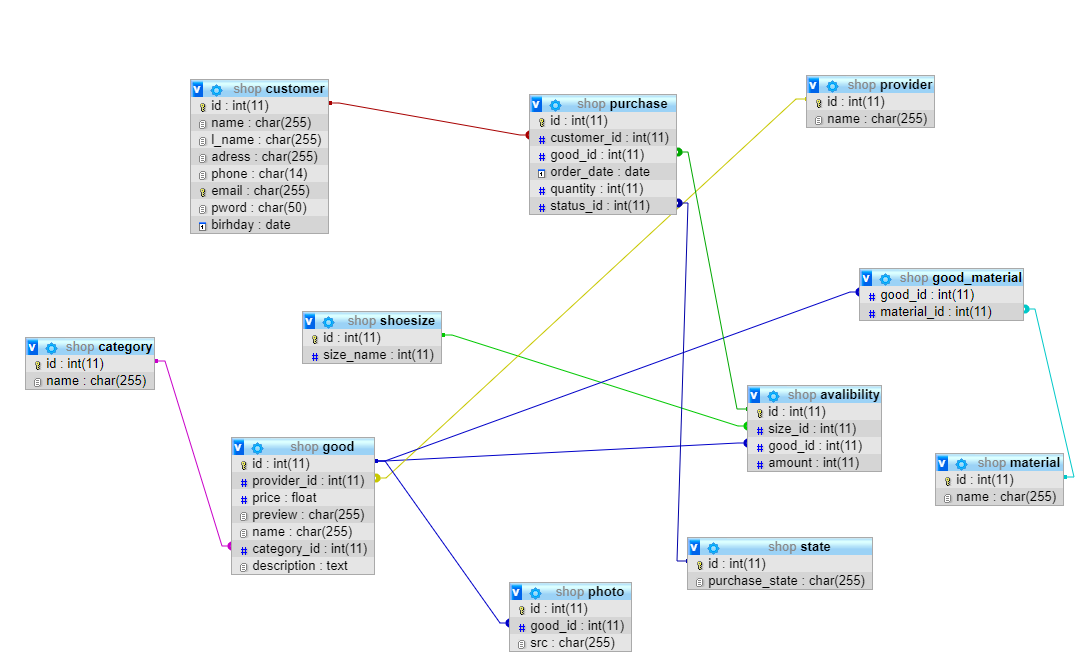 shop customer
id : int(11)
name : char(255)
l_name : char(255)
adress : char(255)
phone : char(14)
email : char(255)
pword : char(50)
birhday : date
shop purchase
id : int(11)
customer_id : int(11)
good_id : int(11)
order_date : date
quantity : int(11)
status_id : int(11)
shop provider
id : int(11)
name : char(255)
shop good_material
good_id : int(11)
material_id : int(11)
shop shoesize
id : int(11)
size_name : int(11)
shop category
id : int(11)
name : char(255)
shop avalibility
id : int(11)
size_id : int(11)
good_id : int(11)
amount : int(11)
shop good
id : int(11)
provider_id : int(11)
price : float
preview : char(255)
name : char(255)
category_id : int(11)
description : text
shop material
id : int(11)
name : char(255)
shop state
id : int(11)
purchase_state : char(255)
shop photo
id : int(11)
good_id : int(11)
src : char(255)